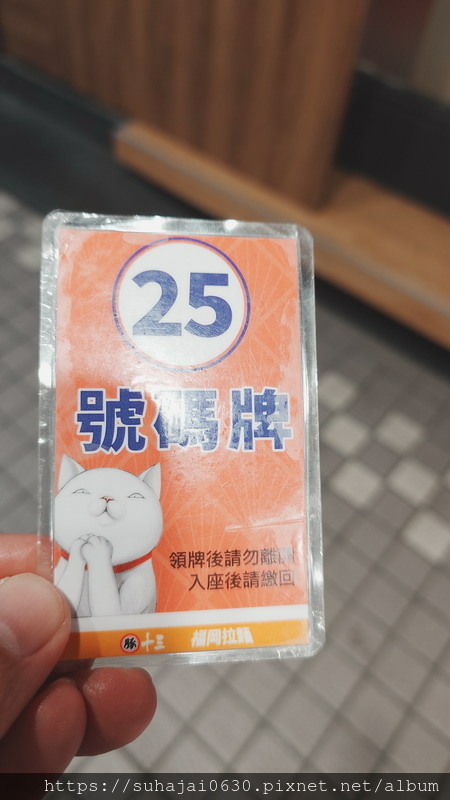 25
號碼牌
領牌後請勿離開
入座後請繳回
豚十三 福岡拉麵
https://suhajai0630.pixnet.net/album